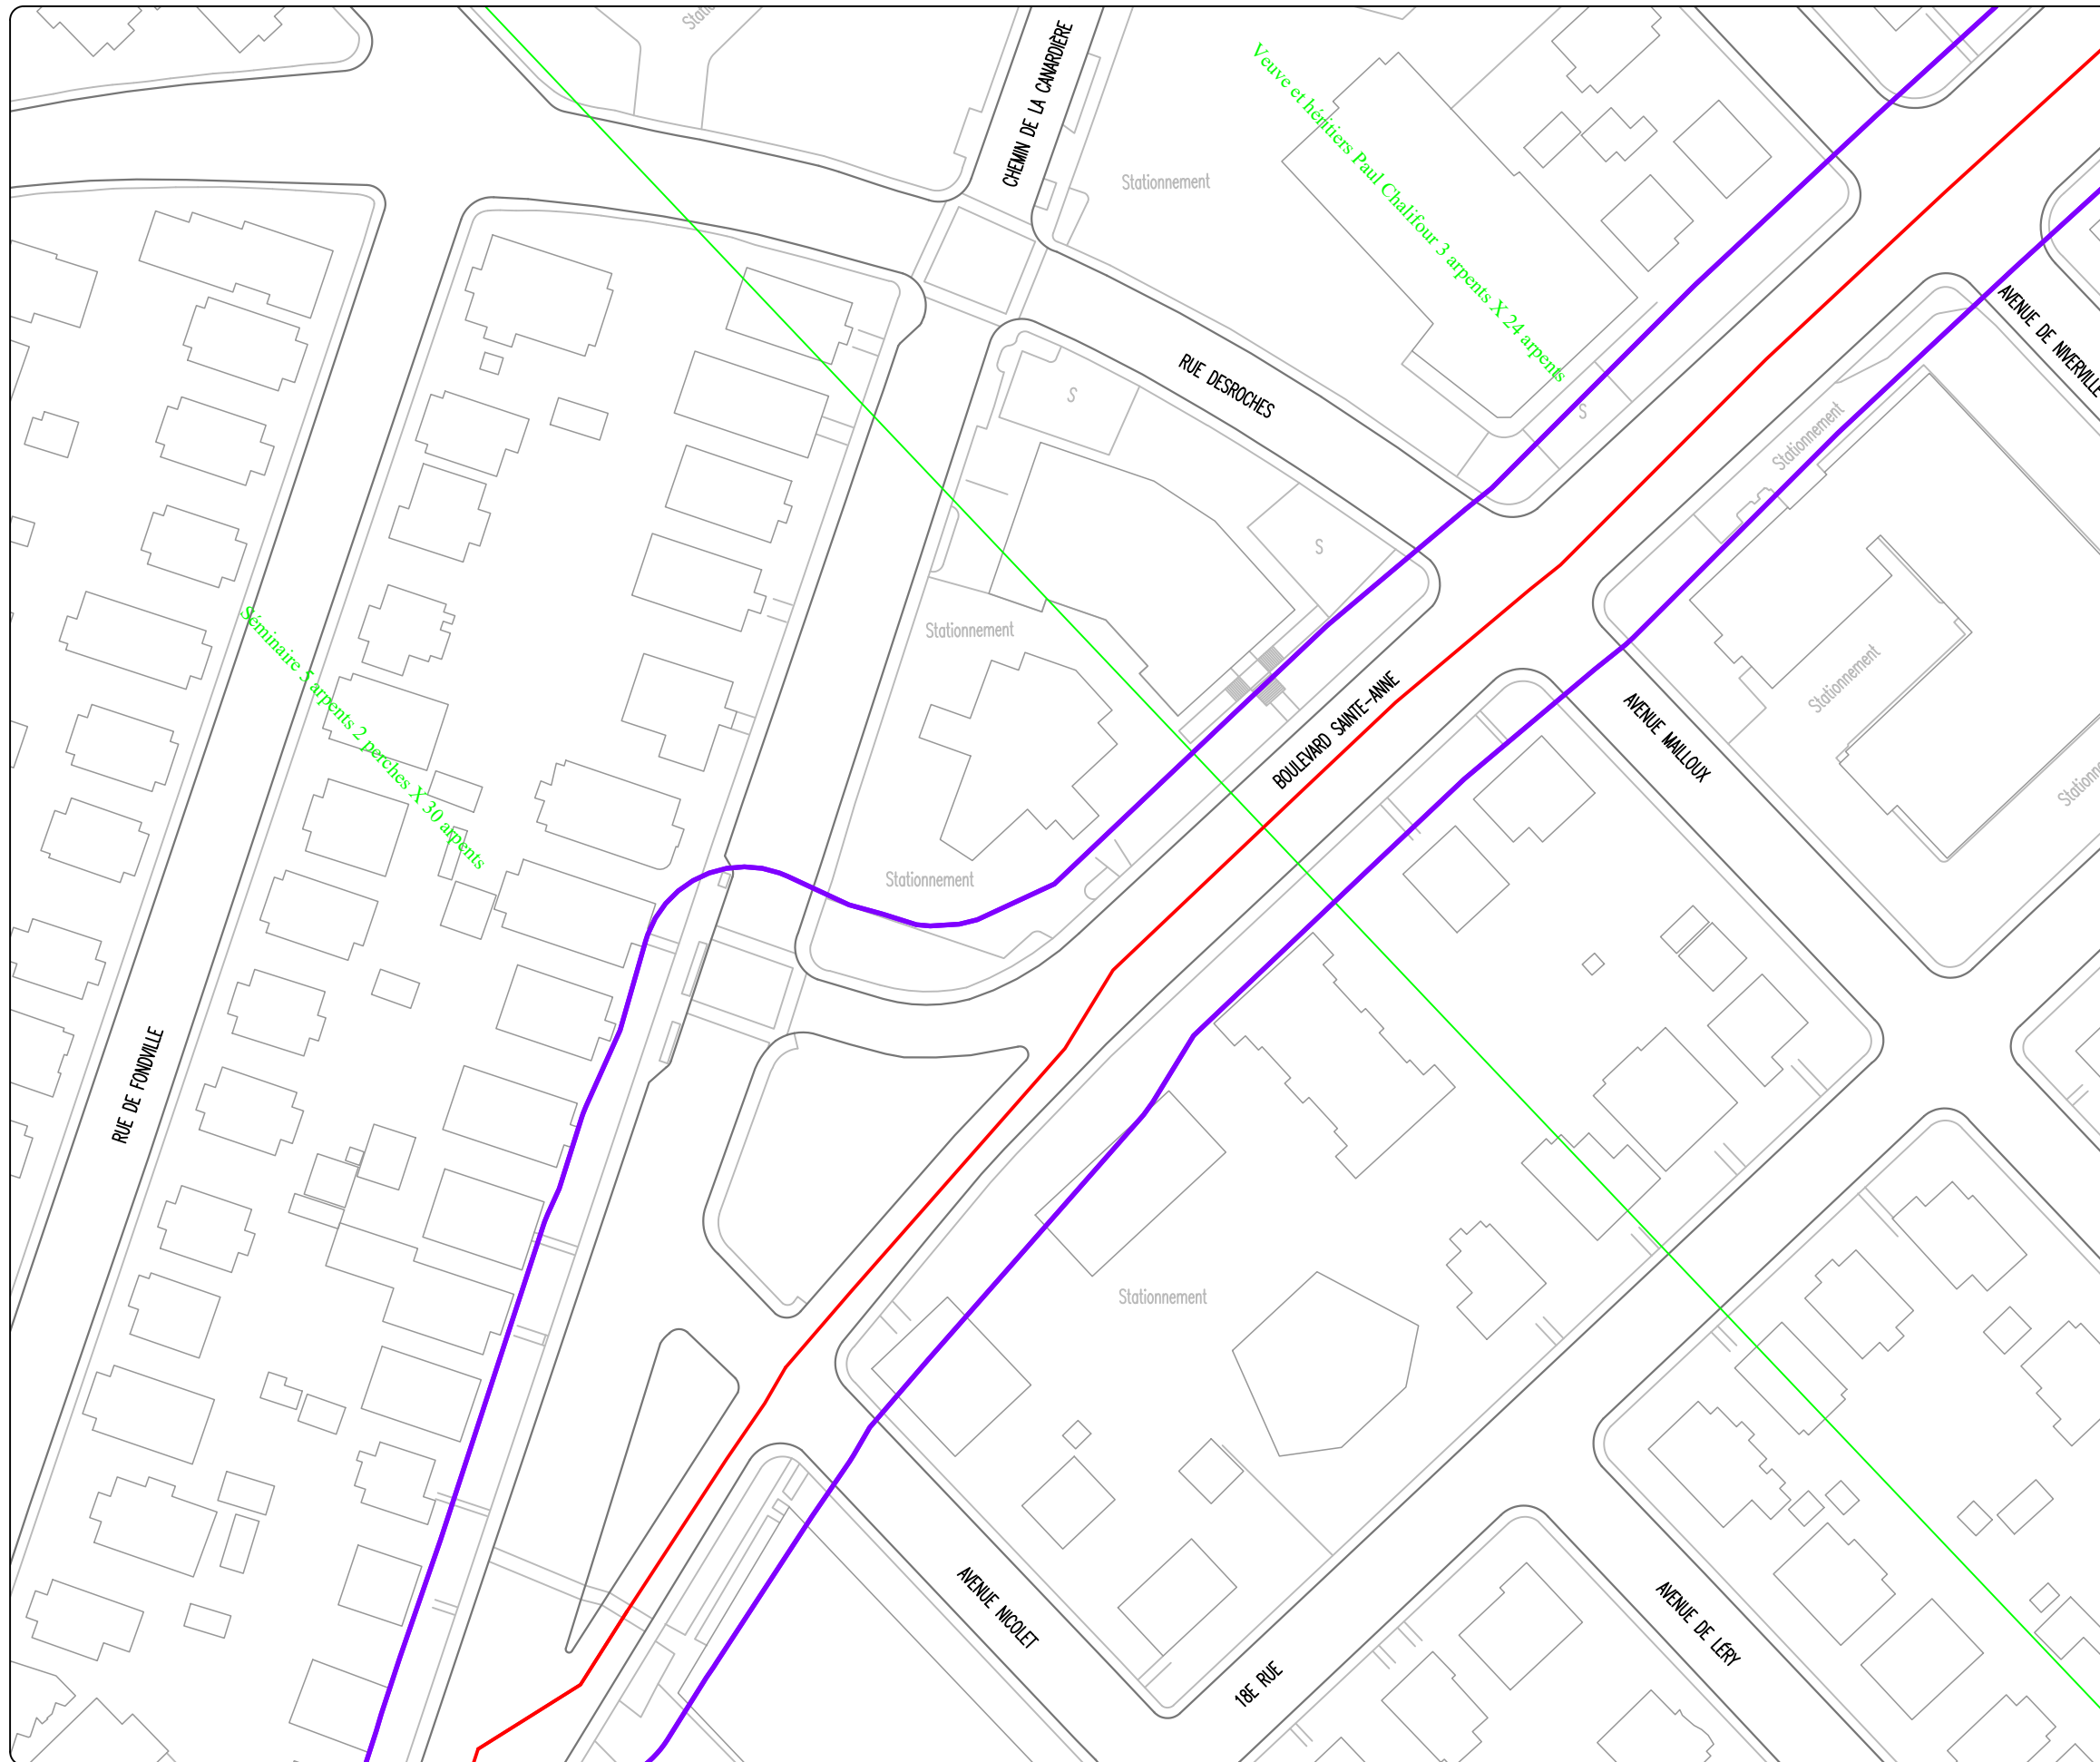 CHEMIN DE LA CANARDIÈRE
Veuve et héritiers Paul Chalifour 3 arpents X 24 arpents
Stationnement
AVENUE DE NIVERVILLE
RUE DESROCHES
S
S
Stationnement
S
Séminaire 5 arpents 2 perches X 30 arpents
Stationnement
Stationnement
BOULEVARD SAINTE-ANNE
AVENUE MAILLOUX
Stationnement
RUE DE FONDVILLE
Stationnement
AVENUE NICOLET
18E RUE
AVENUE DE LÉRY